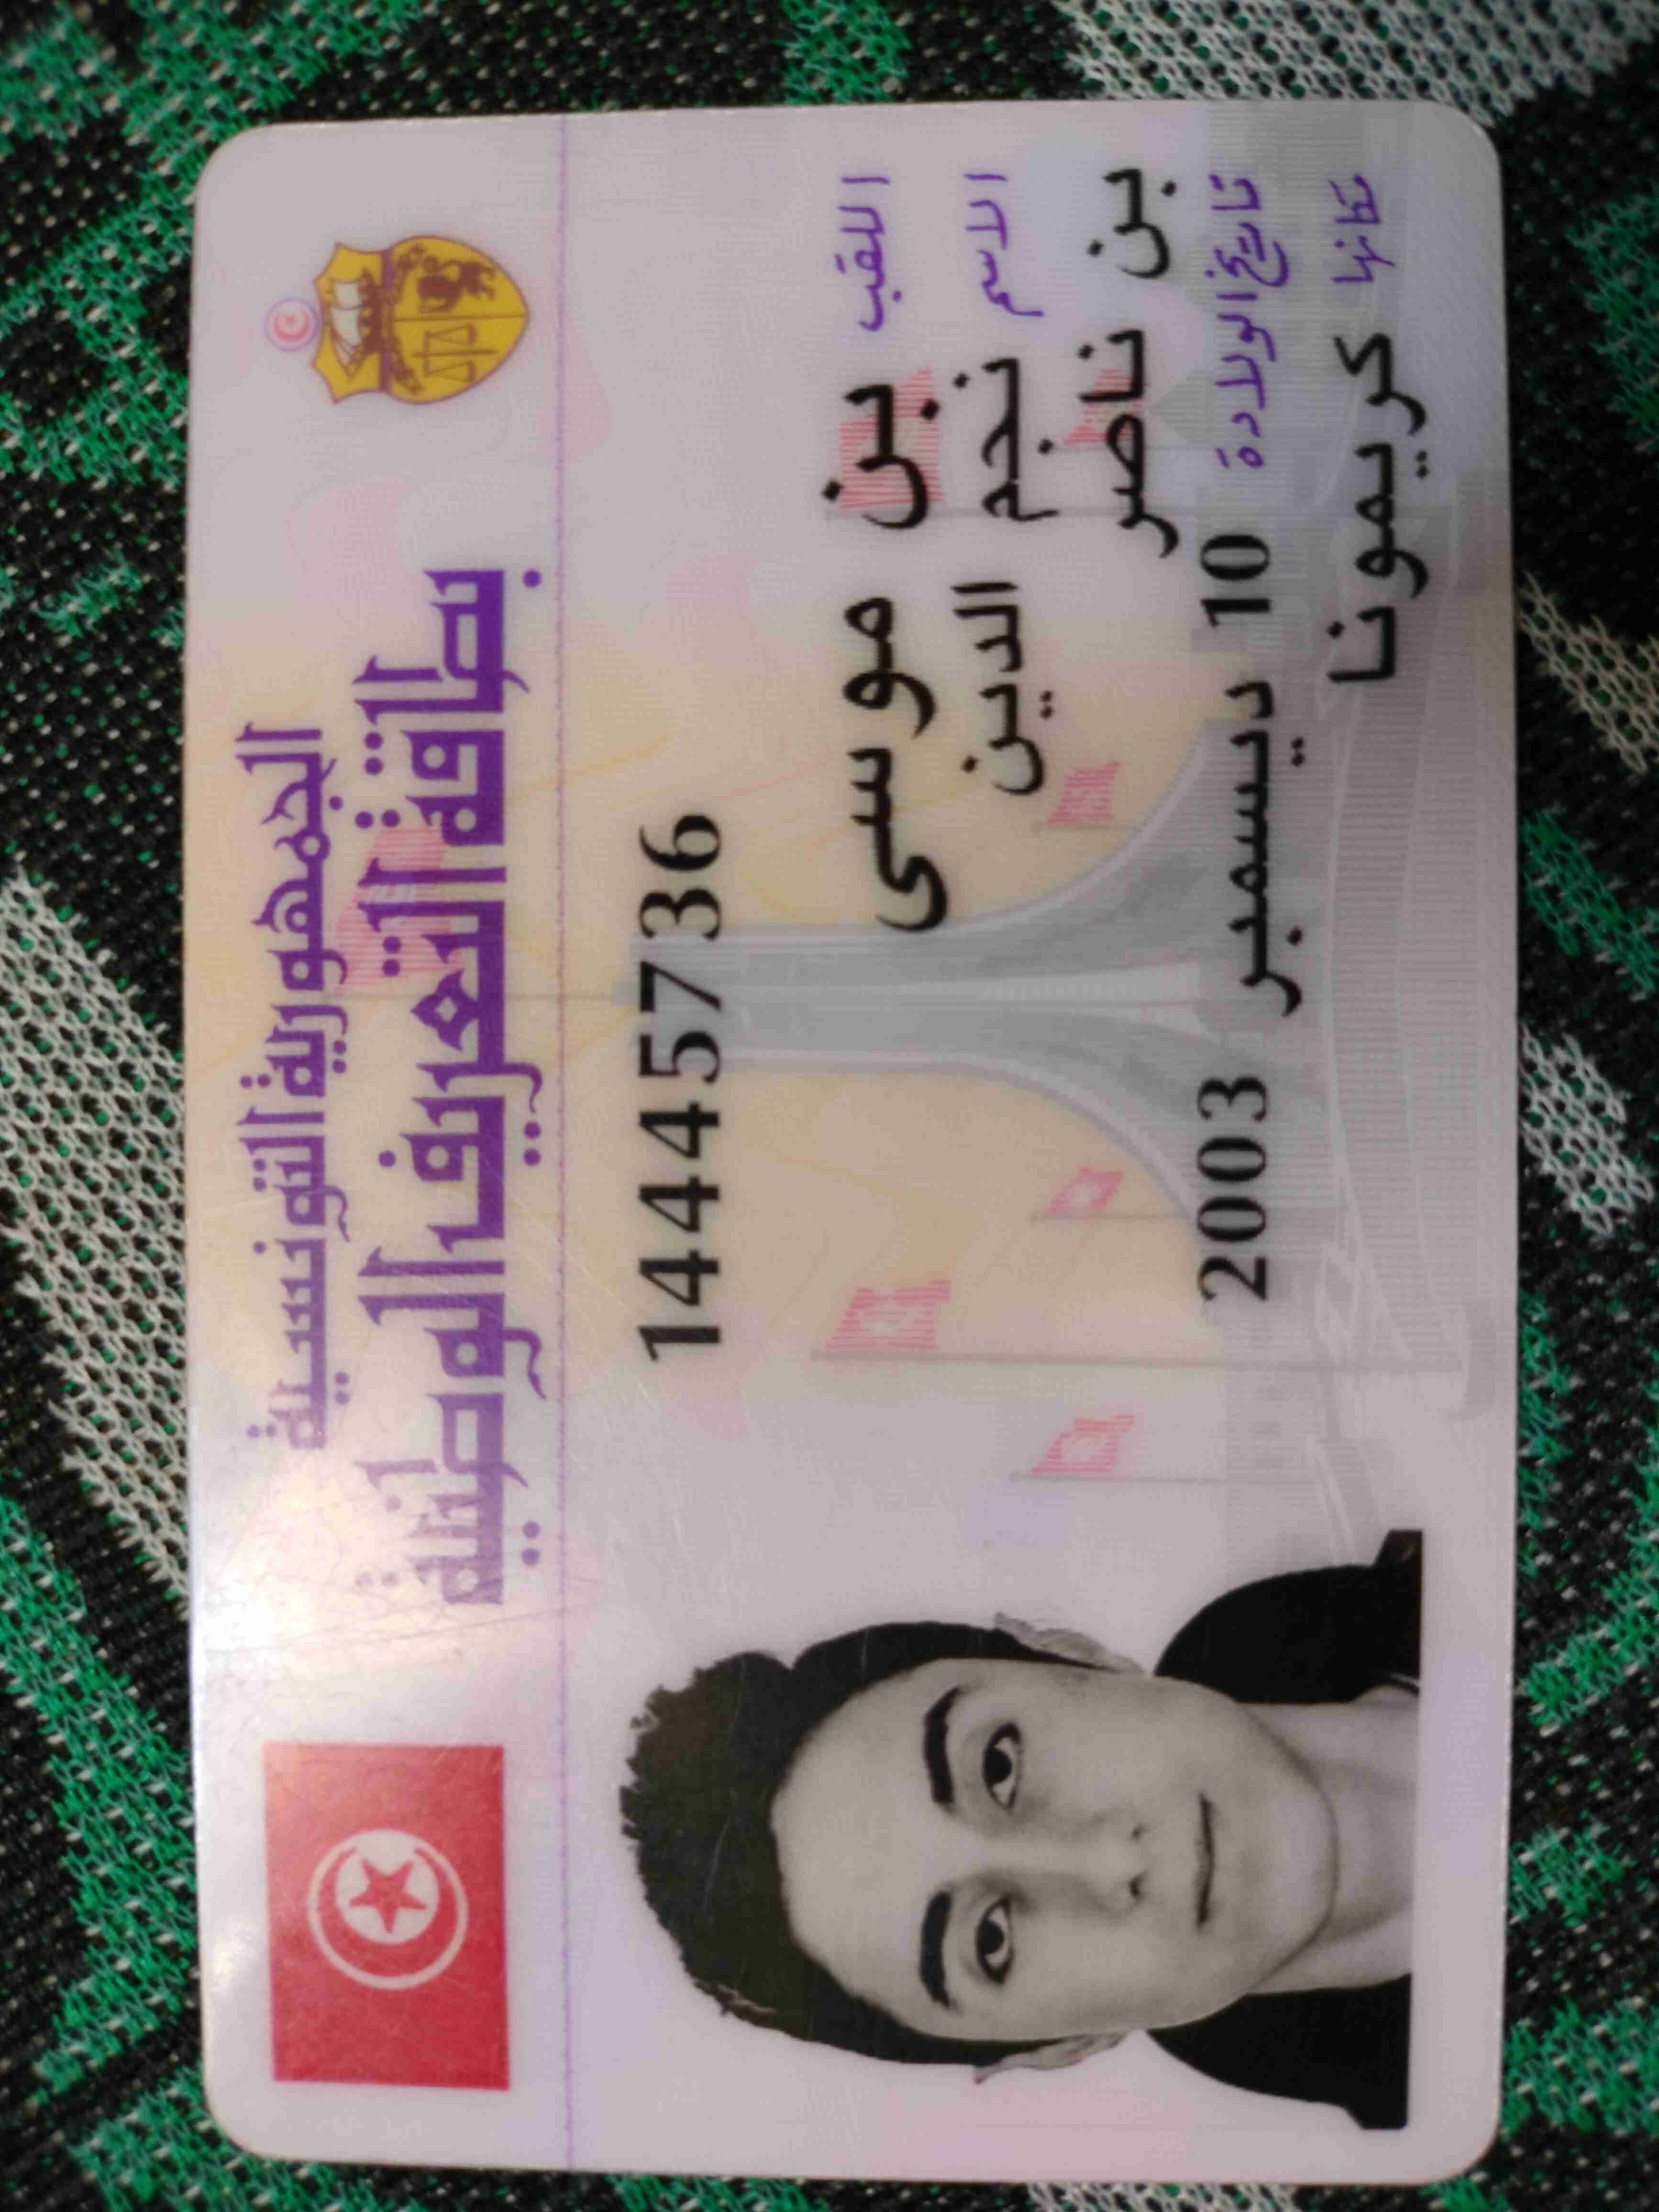 الجمهورية التونسية
بطاقة التعريف الوطنية
14445736
اللقب بن موسى
الاسم نجم الدين
بن ناصر
تاريخ الولادة 10 ديسمبر 2003
مكانها كريمونا